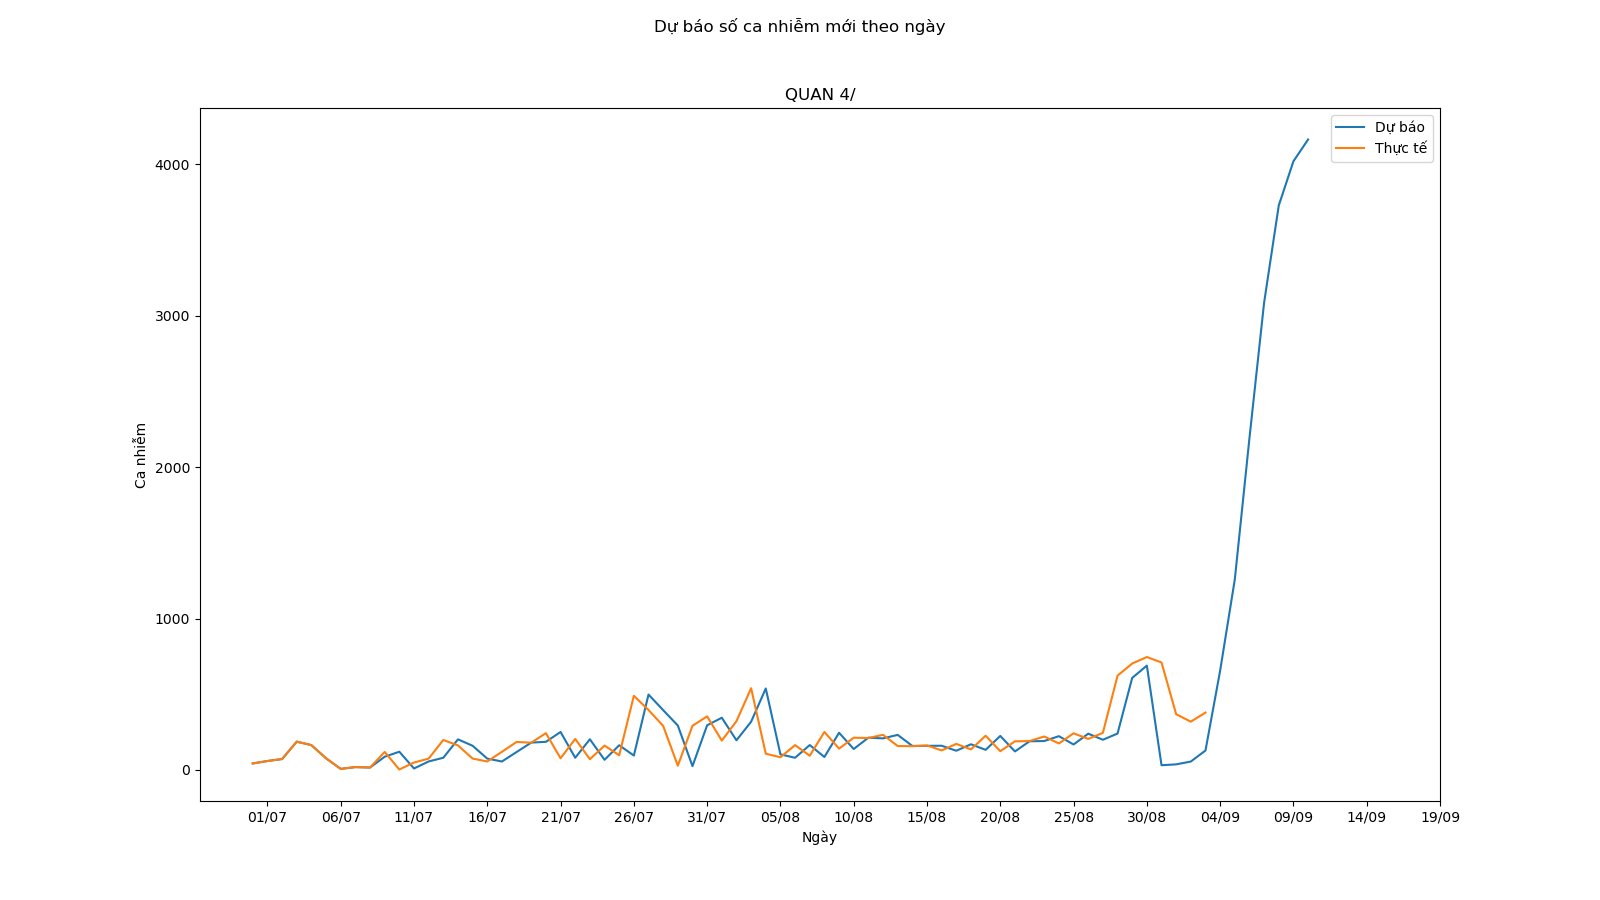 Dự báo số ca nhiễm mới theo ngày
QUAN 4/
Dự báo
Thực tế
4000
3000
2000
1000
0
Ca nhiễm
01/07 06/07 11/07 16/07 21/07 26/07 31/07 05/08 10/08 15/08 20/08 25/08 30/08 04/09 09/09 14/09 19/09
Ngày